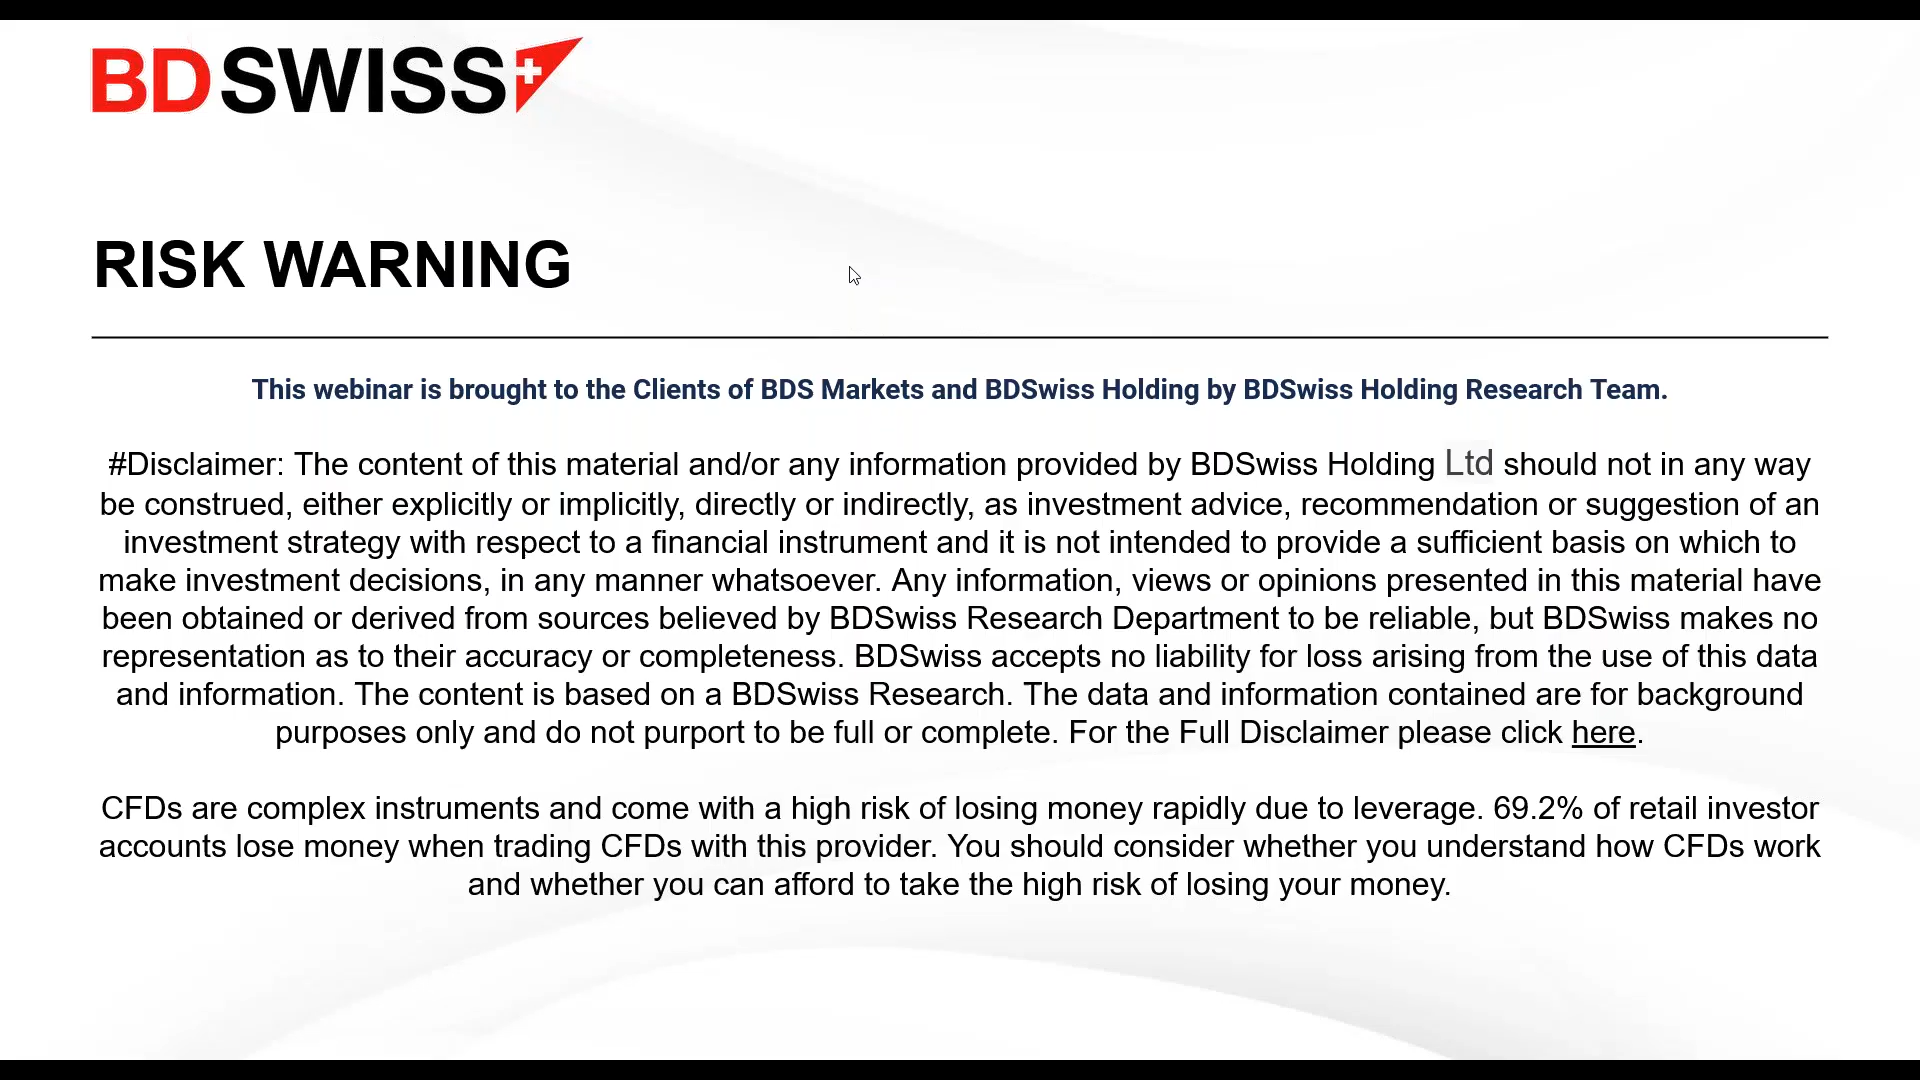 BDSWISS
RISK WARNING
This webinar is brought to the Clients of BDS Markets and BDSwiss Holding by BDSwiss Holding Research Team.
#Disclaimer: The content of this material and/or any information provided by BDSwiss Holding Ltd should not in any way
be construed, either explicitly or implicitly, directly or indirectly, as investment advice, recommendation or suggestion of an
investment strategy with respect to a financial instrument and it is not intended to provide a sufficient basis on which to
make investment decisions, in any manner whatsoever. Any information, views or opinions presented in this material have
been obtained or derived from sources believed by BDSwiss Research Department to be reliable, but BDSwiss makes no
representation as to their accuracy or completeness. BDSwiss accepts no liability for loss arising from the use of this data
and information. The content is based on a BDSwiss Research. The data and information contained are for background
purposes only and do not purport to be full or complete. For the Full Disclaimer please click here.
CFDs are complex instruments and come with a high risk of losing money rapidly due to leverage. 69.2% of retail investor
accounts lose money when trading CFDs with this provider. You should consider whether you understand how CFDs work
and whether you can afford to take the high risk of losing your money.